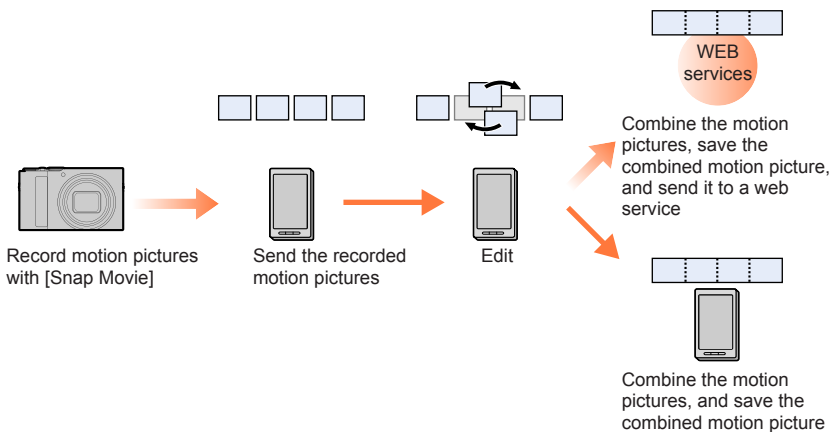 WEB
services
Combine the motion
pictures, save the
combined motion picture,
and send it to a web
service
Record motion pictures
with [Snap Movie]
Send the recorded
motion pictures
Edit
Combine the motion
pictures, and save the
combined motion picture